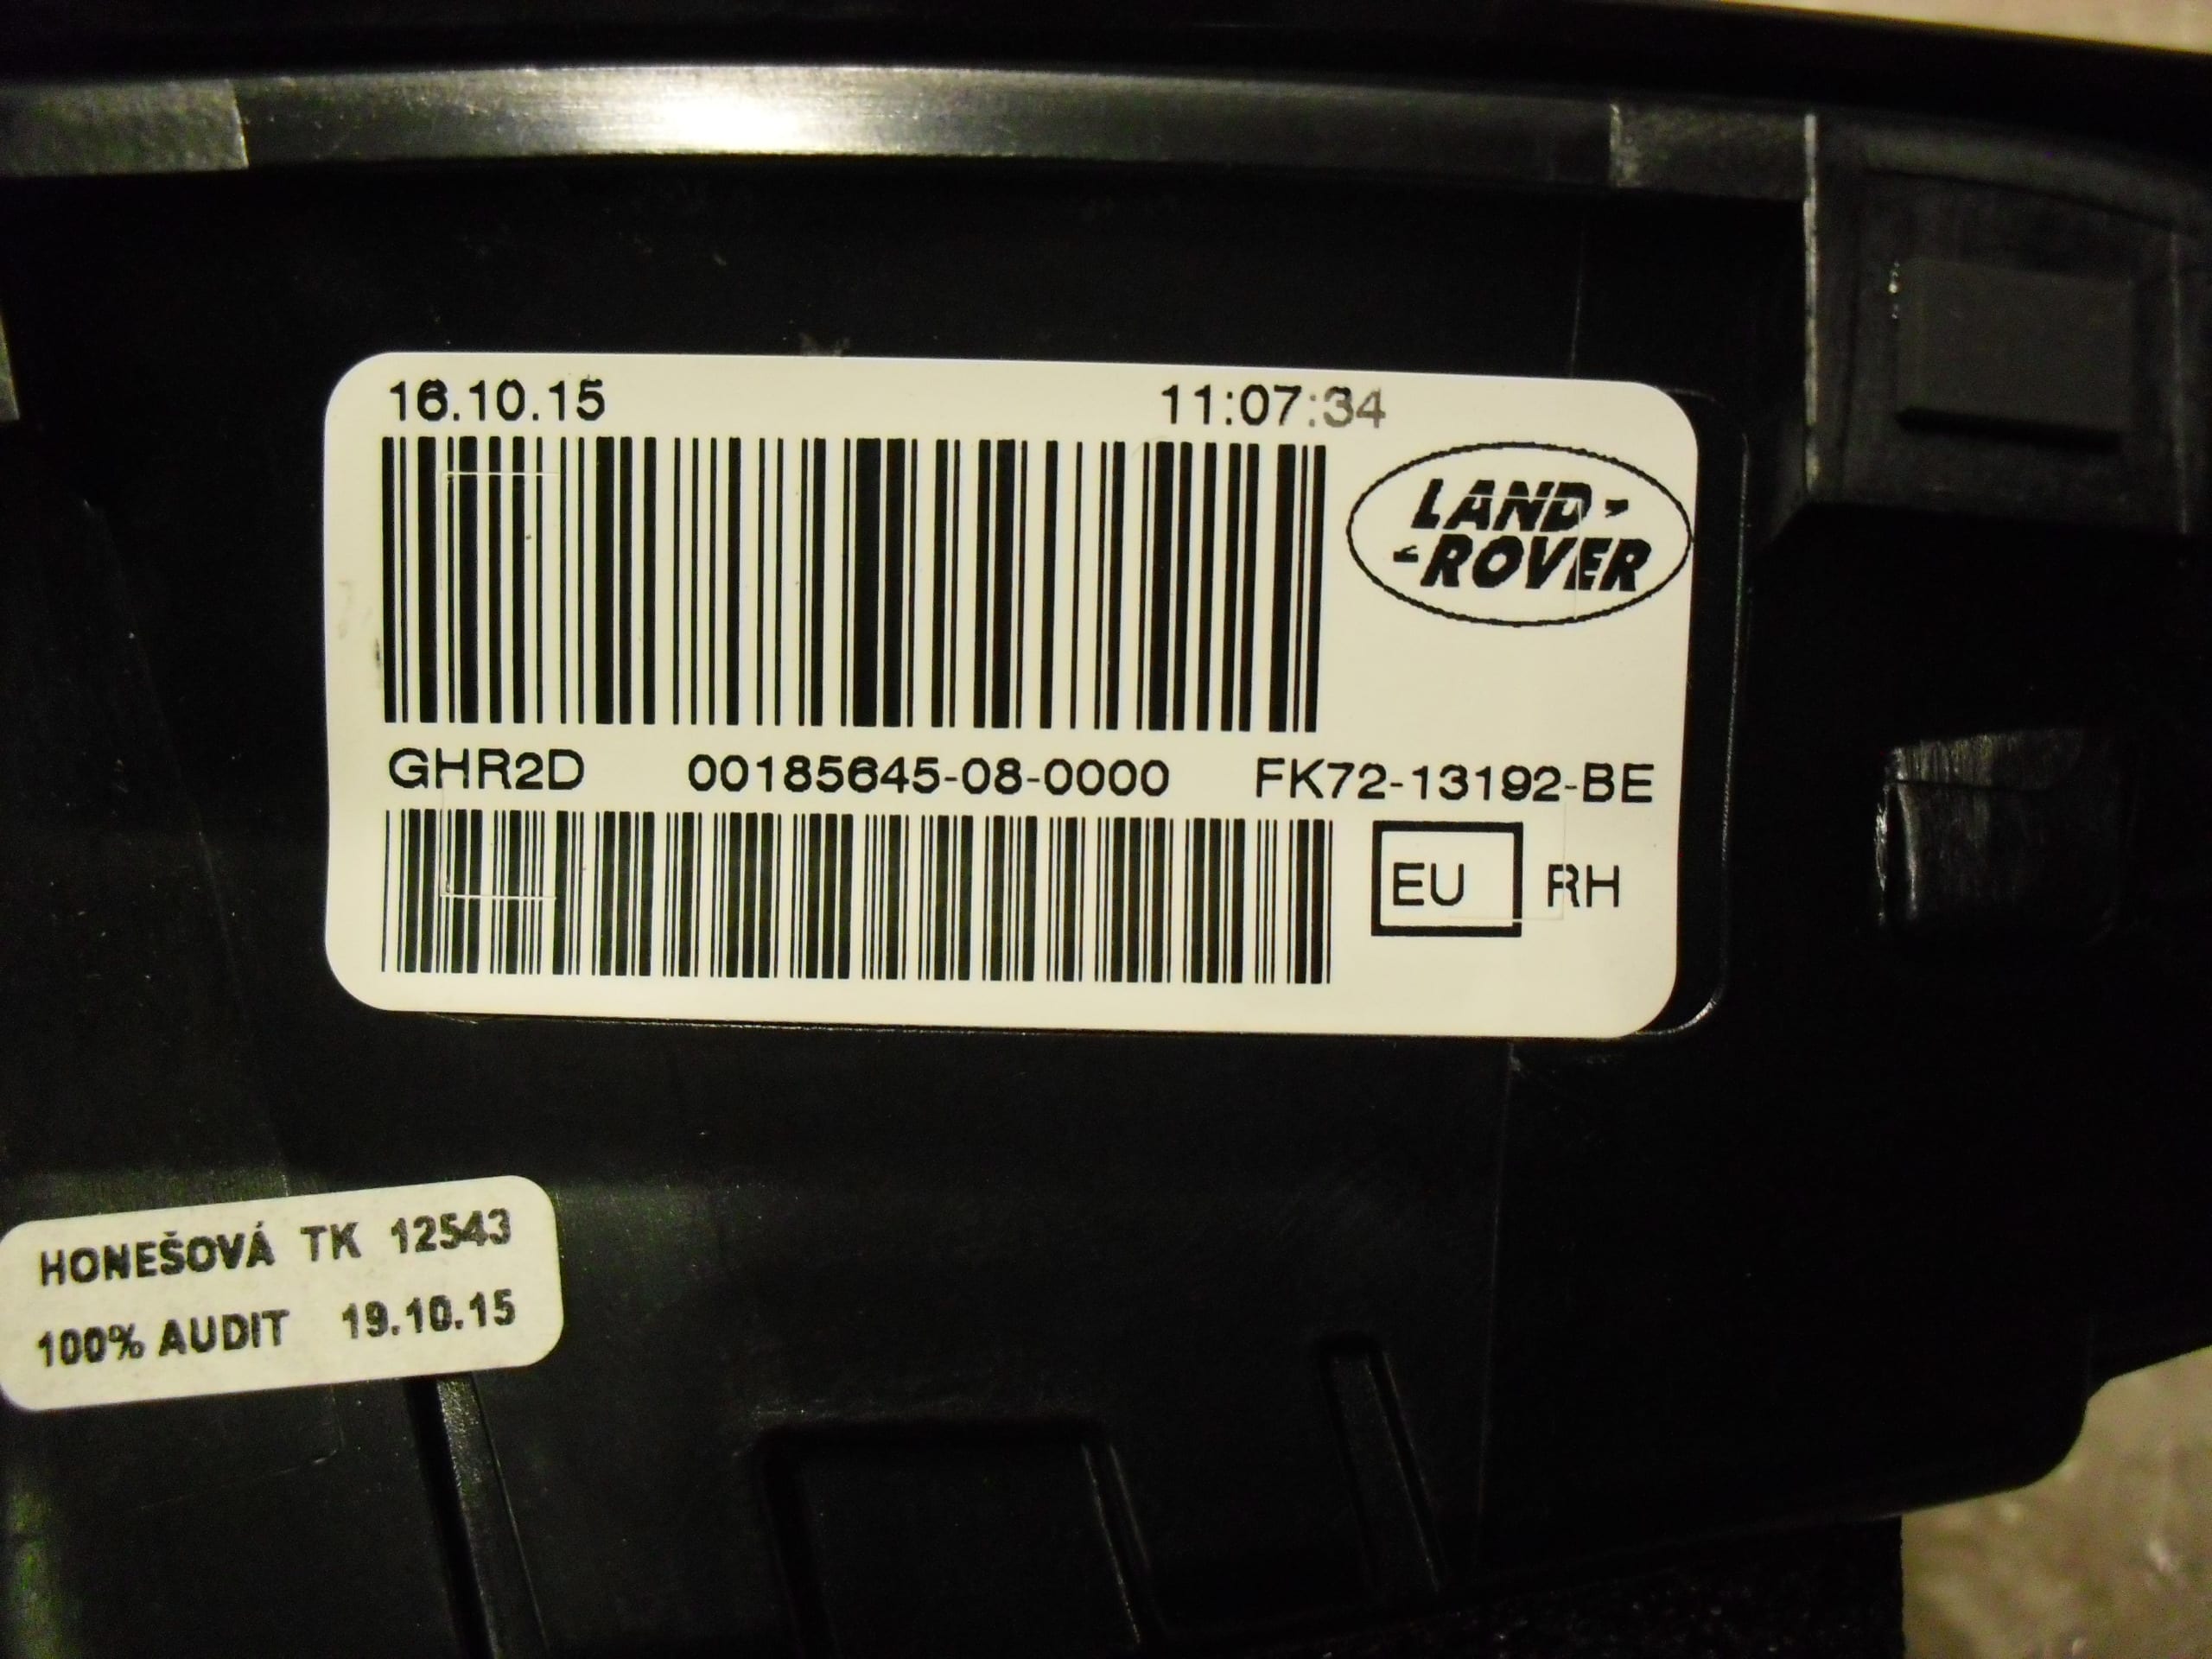 16.10.15 11:07:34
LAND-
-ROVER
GHR2D 00185645-08-0000 FK72-13192-BE
EU RH
HONEŠOVÁ TK 12543
100% AUDIT 19.10.15